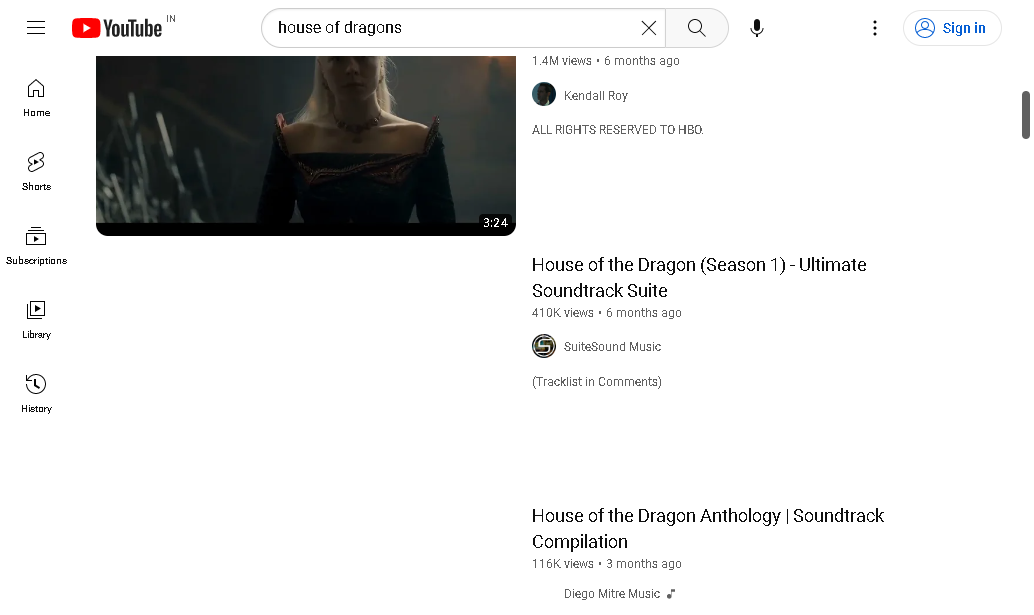 YouTube IN
house of dragons
Sign in
Home
Shorts
Subscriptions
Library
History
3:24
1.4M views • 6 months ago
Kendall Roy
ALL RIGHTS RESERVED TO HBO.
House of the Dragon (Season 1) - Ultimate
Soundtrack Suite
410K views • 6 months ago
SuiteSound Music
(Tracklist in Comments)
House of the Dragon Anthology | Soundtrack
Compilation
116K views • 3 months ago
Diego Mitre Music